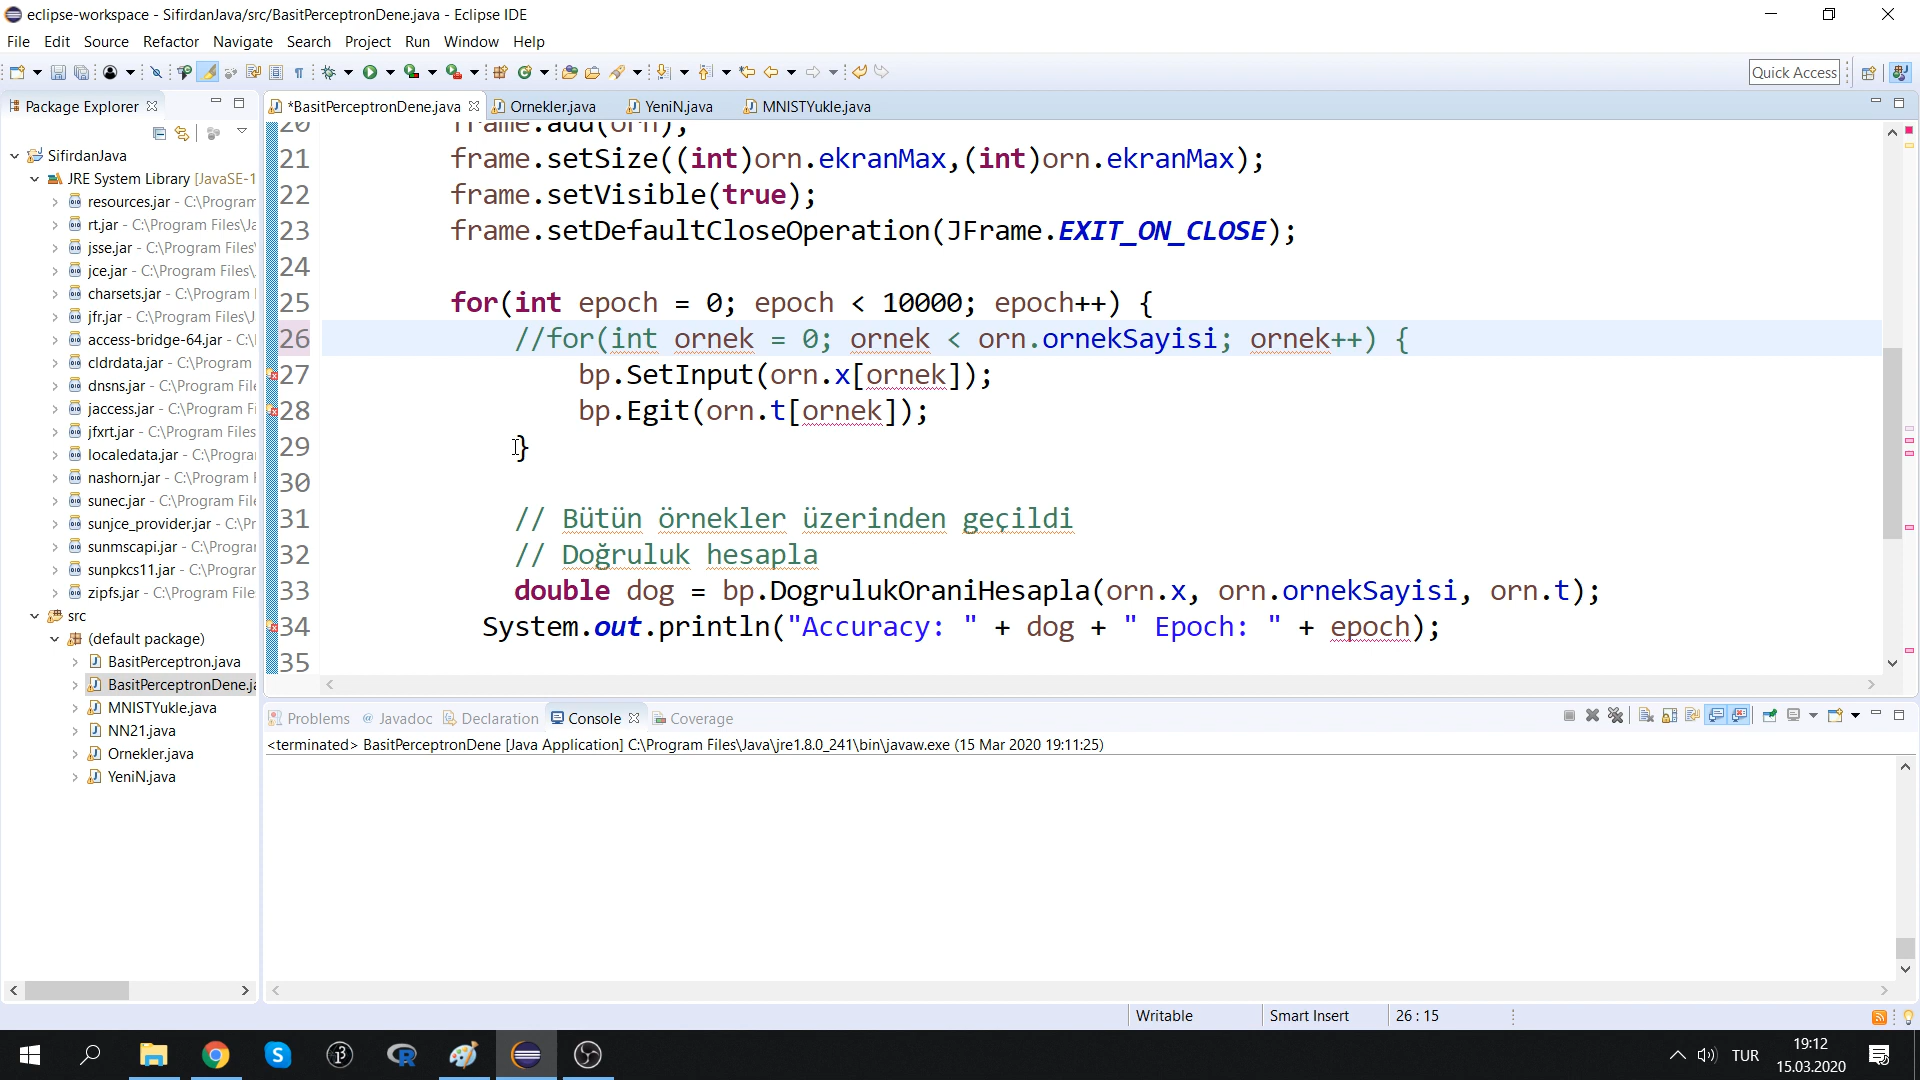 eclipse-workspace - SifirdanJava/src/BasitPerceptronDene.java - Eclipse IDE
File Edit Source Refactor Navigate Search Project Run Window Help
Quick Access
Package Explorer
*BasitPerceptronDene.java Ornekler.java YeniN.java MNISTYukle.java
SifirdanJava
JRE System Library [JavaSE-1
resources.jar - C:\Program
rt.jar - C:\Program Files\Ja
jsse.jar - C:\Program Files\
jce.jar - C:\Program Files\
charsets.jar - C:\Program
jfr.jar - C:\Program Files\J
access-bridge-64.jar - C:\
cldrdata.jar - C:\Program
dnsns.jar - C:\Program File
jaccess.jar - C:\Program F
jfxrt.jar - C:\Program Files
localedata.jar - C:\Progra
nashorn.jar - C:\Program
sunec.jar - C:\Program File
sunjce_provider.jar - C:\Pr
sunmscapi.jar - C:\Progra
sunpkcs11.jar - C:\Progra
zipfs.jar - C:\Program File
src
(default package)
BasitPerceptron.java
BasitPerceptronDene.ja
MNISTYukle.java
NN21.java
Ornekler.java
YeniN.java
20 frame.add(orn);
21 frame.setSize((int)orn.ekranMax,(int)orn.ekranMax);
22 frame.setVisible(true);
23 frame.setDefaultCloseOperation(JFrame.EXIT_ON_CLOSE);
24
25 for(int epoch = 0; epoch < 10000; epoch++) {
26 //for(int ornek = 0; ornek < orn.ornekSayisi; ornek++) {
27 bp.SetInput(orn.x[ornek]);
28 bp.Egit(orn.t[ornek]);
29 }
30
31 // Bütün örnekler üzerinden geçildi
32 // Doğruluk hesapla
33 double dog = bp.DogrulukOraniHesapla(orn.x, orn.ornekSayisi, orn.t);
34 System.out.println("Accuracy: " + dog + " Epoch: " + epoch);
35
Problems @ Javadoc Declaration Console Coverage
<terminated> BasitPerceptronDene [Java Application] C:\Program Files\Java\jre1.8.0_241\bin\javaw.exe (15 Mar 2020 19:11:25)
Writable Smart Insert 26 : 15
TUR
19:12
15.03.2020